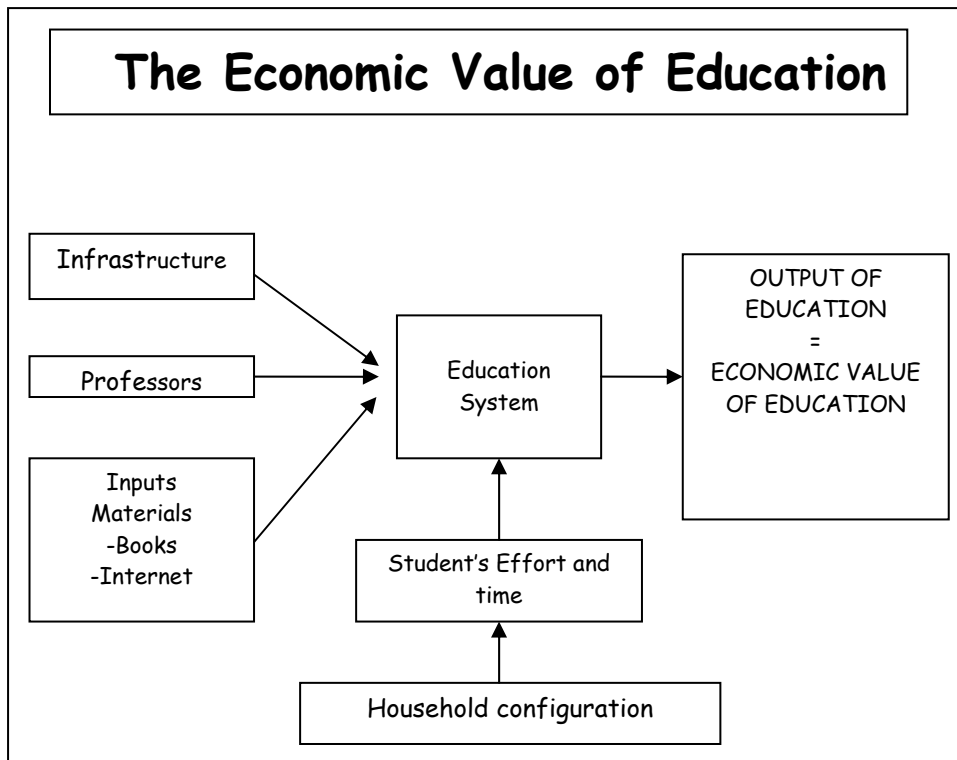 The Economic Value of Education
Infrastructure
Professors
Inputs
Materials
-Books
-Internet
Education
System
OUTPUT OF
EDUCATION
=
ECONOMIC VALUE
OF EDUCATION
Student's Effort and
time
Household configuration